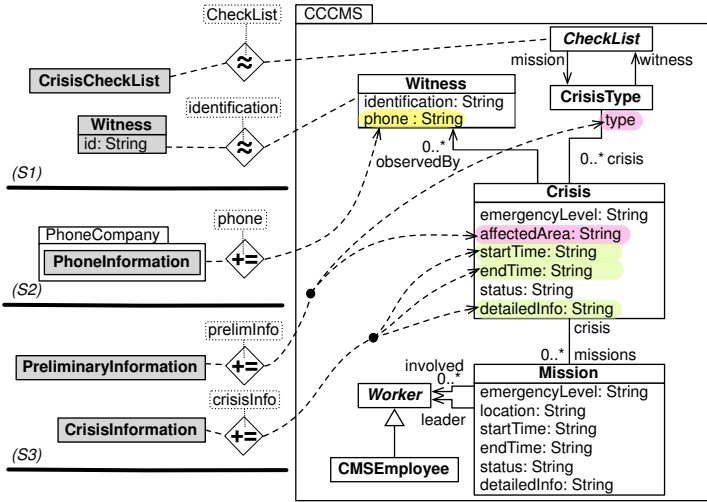 CheckList
≈
CrisisCheckList
identification
Witness
id: String
≈
(S1)
phone
PhoneCompany
PhoneInformation
+=
(S2)
prelimInfo
PreliminaryInformation
+=
crisisInfo
CrisisInformation
+=
(S3)
CCCMS
CheckList
mission
witness
CrisisType
type
Witness
identification: String
phone : String
0..*
observedBy
0..* crisis
Crisis
emergencyLevel: String
affectedArea: String
startTime: String
endTime: String
status: String
detailedInfo: String
crisis
0..* missions
involved
0..*
Worker
leader
CMSEmployee
Mission
emergencyLevel: String
location: String
startTime: String
endTime: String
status: String
detailedInfo: String